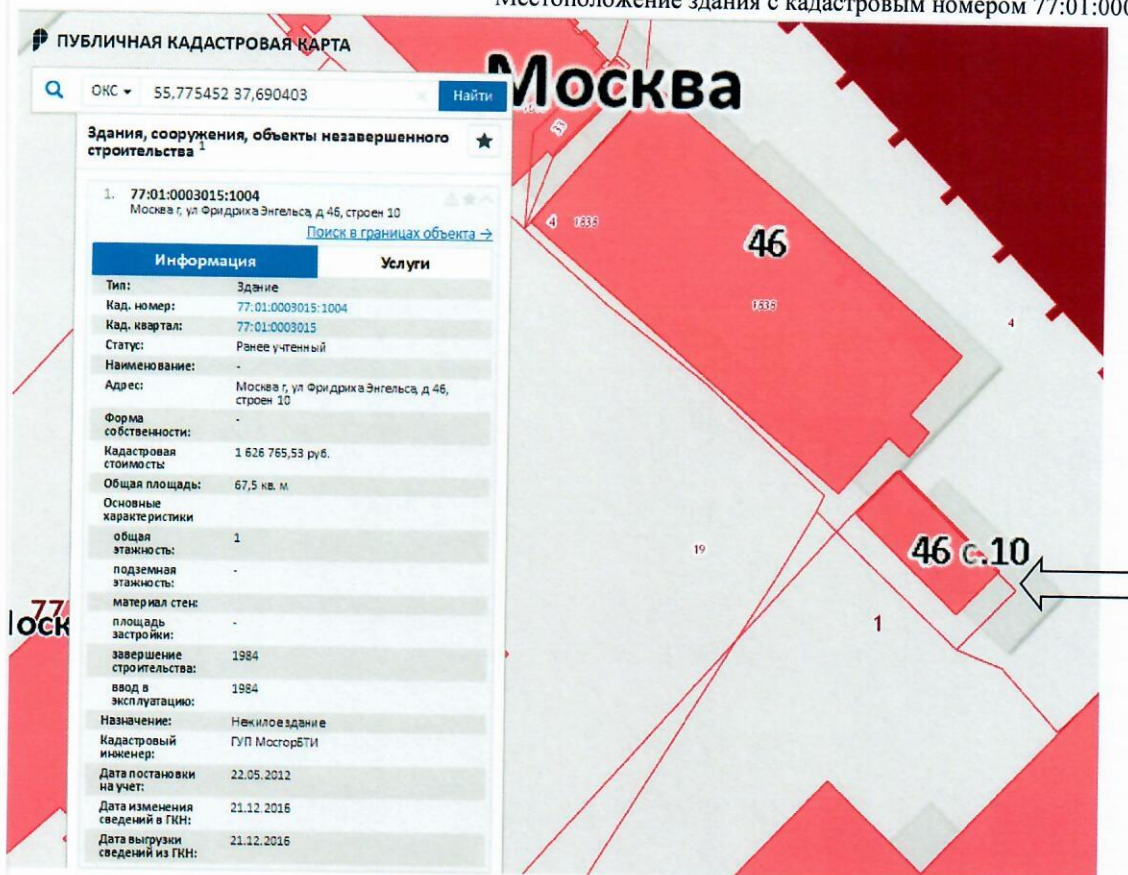 Местоположение здания с кадастровым номером 77:01:000
ПУБЛИЧНАЯ КАДАСТРОВАЯ КАРТА
ОКС 55,775452 37,690403
Найти
Москва
Здания, сооружения, объекты незавершенного
строительства 1
1. 77:01:0003015:1004
Москва г, ул Фридриха Энгельса, д 46, строен 10
Поиск в границах объекта →
Информация Услуги
Тип: Здание
Кад. номер: 77:01:0003015:1004
Кад. квартал: 77:01:0003015
Статус: Ранее учтенный
Наименование: -
Адрес: Москва г, ул Фридриха Энгельса, д 46,
строен 10
Форма
собственности: -
Кадастровая
стоимость: 1 626 765,53 руб.
Общая площадь: 67,5 кв. м
Основные
характеристики
общая
этажность: 1
подземная
этажность: -
материал стен:
площадь
застройки: -
завершение
строительства: 1984
ввод в
эксплуатацию: 1984
Назначение: Нежилое здание
Кадастровый
инженер: ГУП МосгорБТИ
Дата постановки
на учет: 22.05.2012
Дата изменения
сведений в ГКН: 21.12.2016
Дата выгрузки
сведений из ГКН: 21.12.2016
33
4 1838
46
1838
4
19
46 с.10
1
77